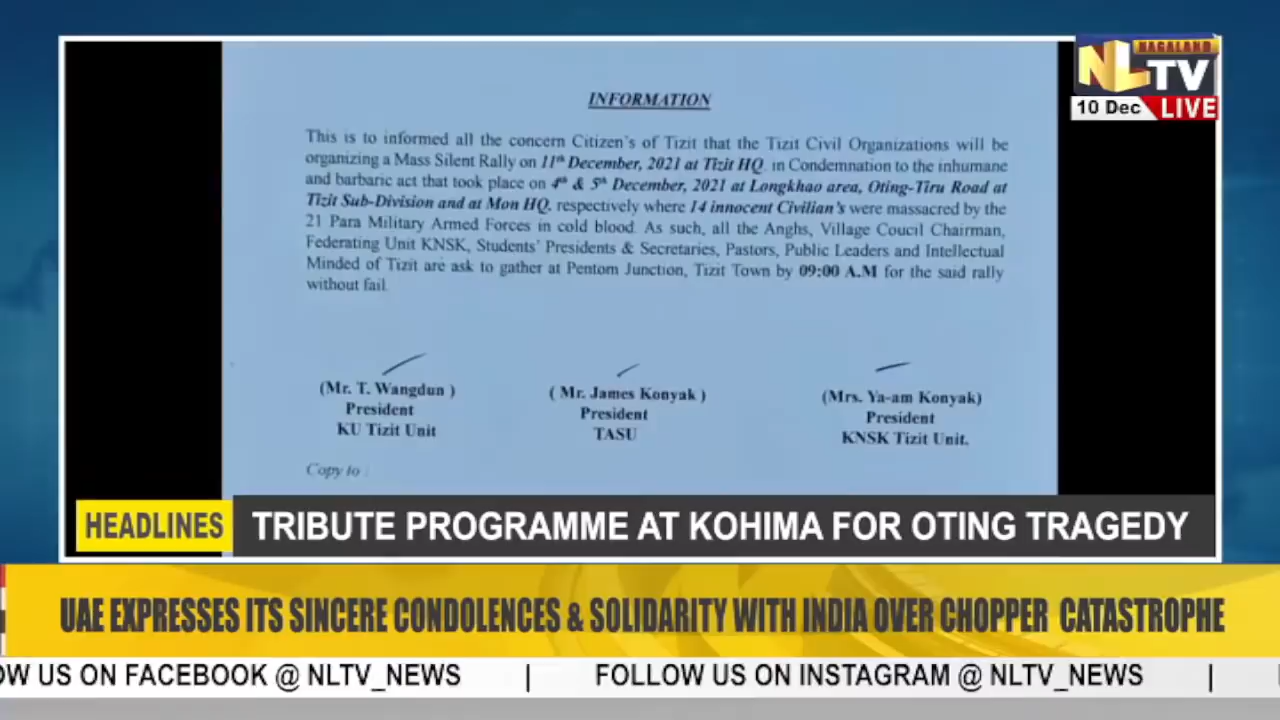 NAGALAND
NLTV
10 Dec LIVE
INFORMATION
This is to informed all the concern Citizen's of Tizit that the Tizit Civil Organizations will be
organizing a Mass Silent Rally on 11th December, 2021 at Tizit HQ. in Condemnation to the inhumane
and barbaric act that took place on 4th & 5th December, 2021 at Longkhao area, Oting-Tiru Road at
Tizit Sub-Division and at Mon HQ. respectively where 14 innocent Civilian's were massacred by the
21 Para Military Armed Forces in cold blood. As such, all the Anghs, Village Coucil Chairman,
Federating Unit KNSK, Students' Presidents & Secretaries, Pastors, Public Leaders and Intellectual
Minded of Tizit are ask to gather at Pentom Junction, Tizit Town by 09:00 A.M for the said rally
without fail.
(Mr. T. Wangdun )
President
KU Tizit Unit
( Mr. James Konyak )
President
TASU
(Mrs. Ya-am Konyak)
President
KNSK Tizit Unit.
Copy to :
HEADLINES TRIBUTE PROGRAMME AT KOHIMA FOR OTING TRAGEDY
UAE EXPRESSES ITS SINCERE CONDOLENCES & SOLIDARITY WITH INDIA OVER CHOPPER CATASTROPHE
OW US ON FACEBOOK @ NLTV_NEWS | FOLLOW US ON INSTAGRAM @ NLTV_NEWS |